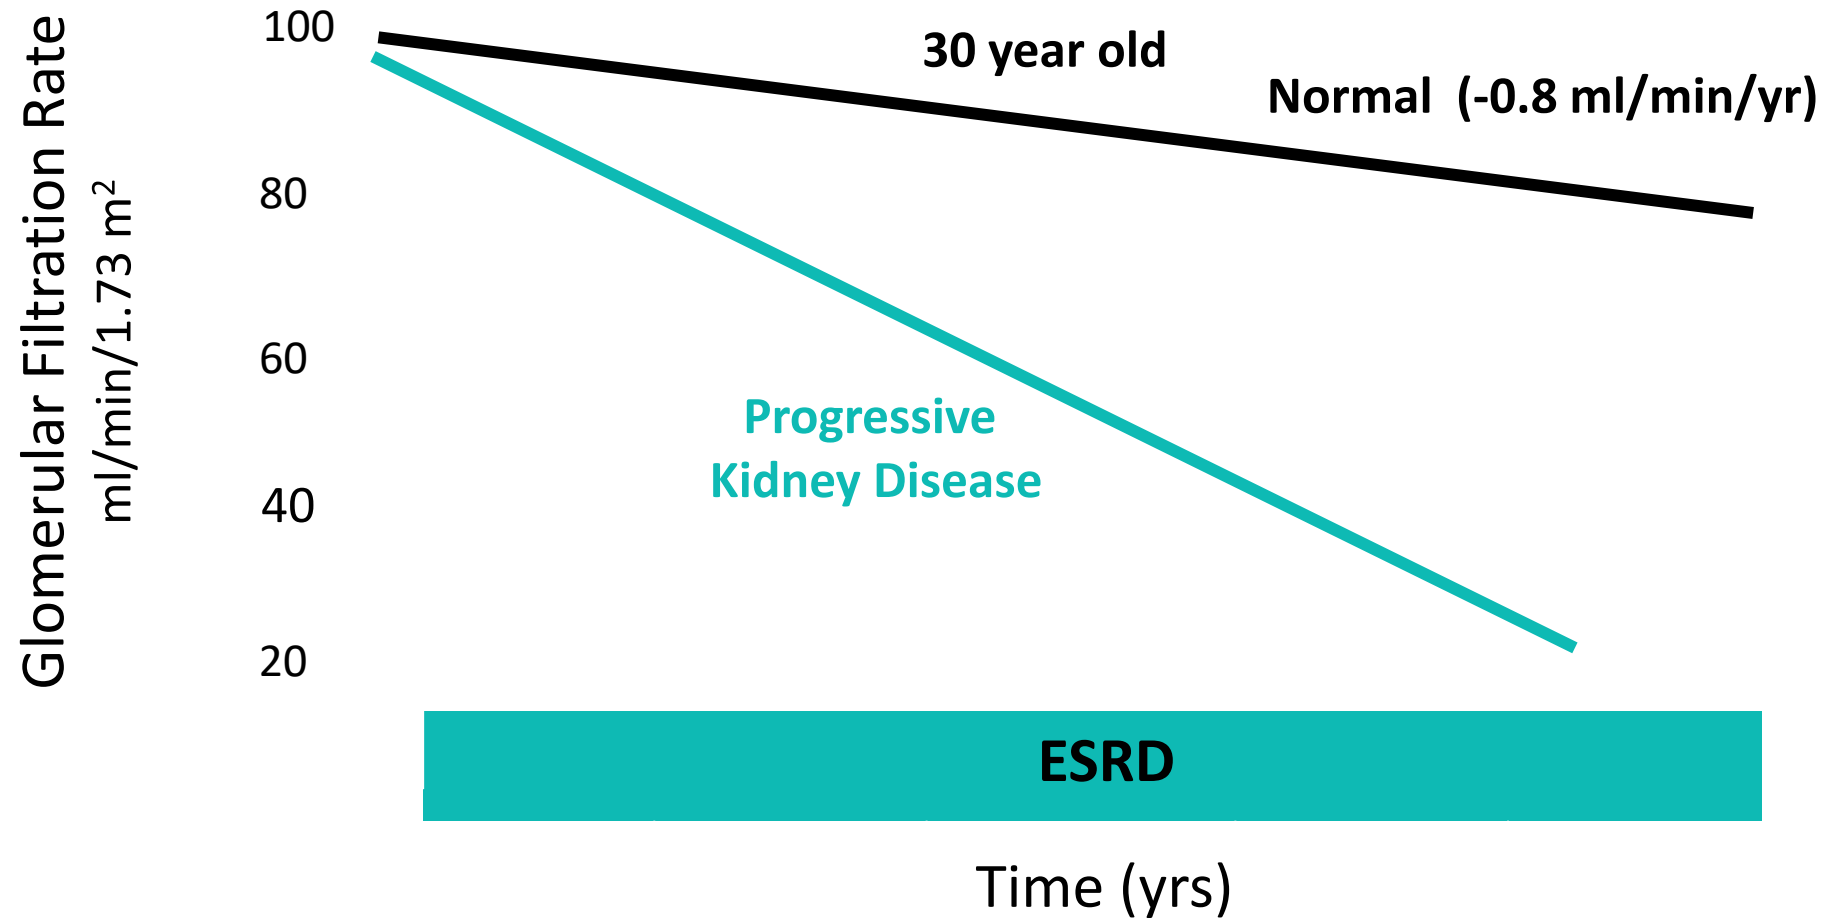 Glomerular Filtration Rate
ml/min/1.73 m²
100
80
60
40
20
30 year old
Normal  (-0.8 ml/min/yr)
Progressive
Kidney Disease
ESRD
Time (yrs)